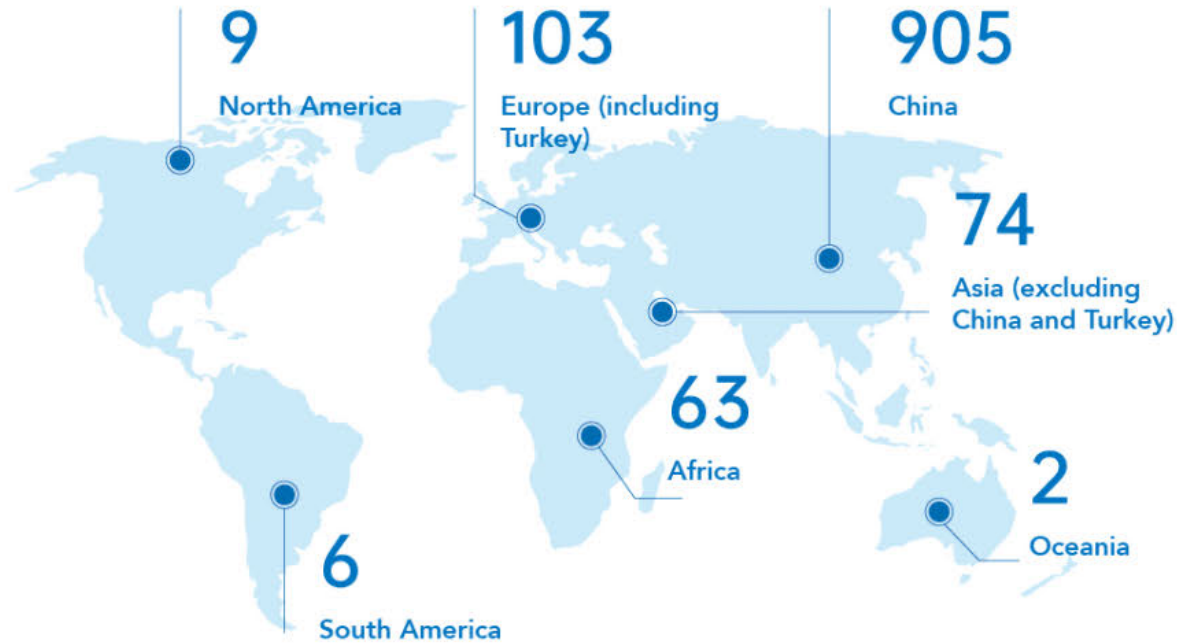 9
North America
103
Europe (including
Turkey)
905
China
74
Asia (excluding
China and Turkey)
63
Africa
2
Oceania
6
South America